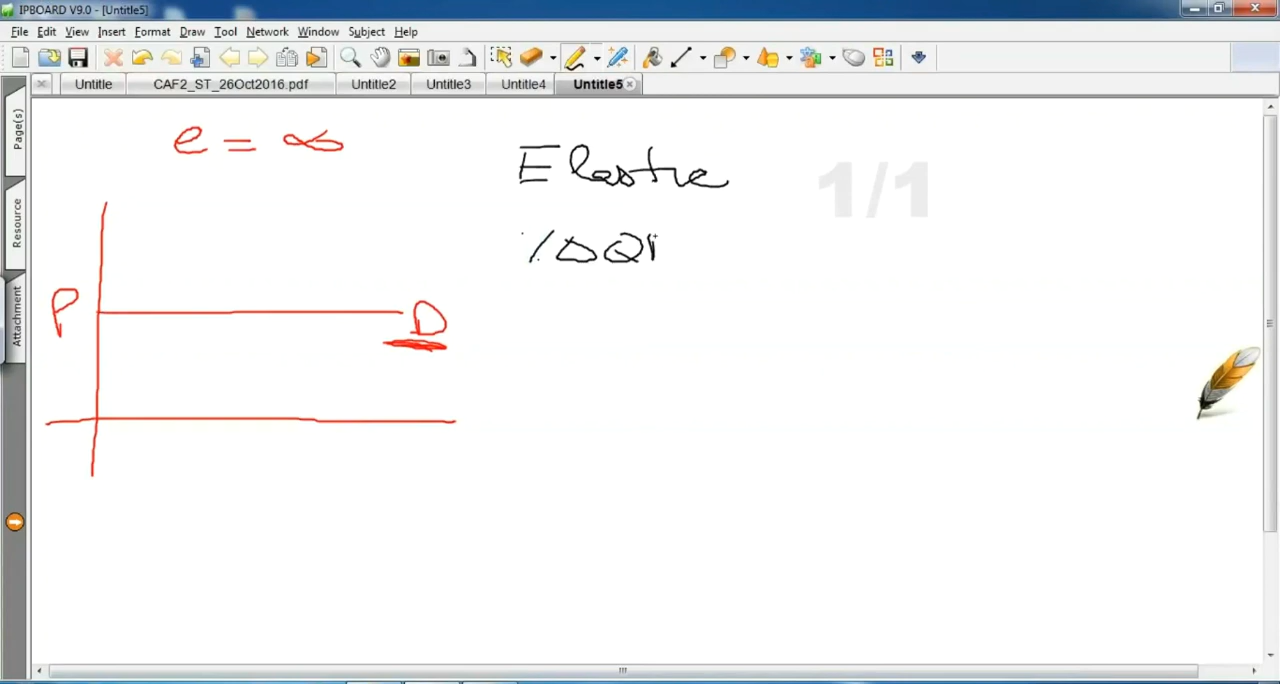 IPBOARD V9.0 - [Untitle5]
File Edit View Insert Format Draw Tool Network Window Subject Help
Untitle CAF2_ST_26Oct2016.pdf Untitle2 Untitle3 Untitle4 Untitle5
Page(s)
Resource
Attachment
e = ∞
Elastic
1/1
% Δ Q
P
D